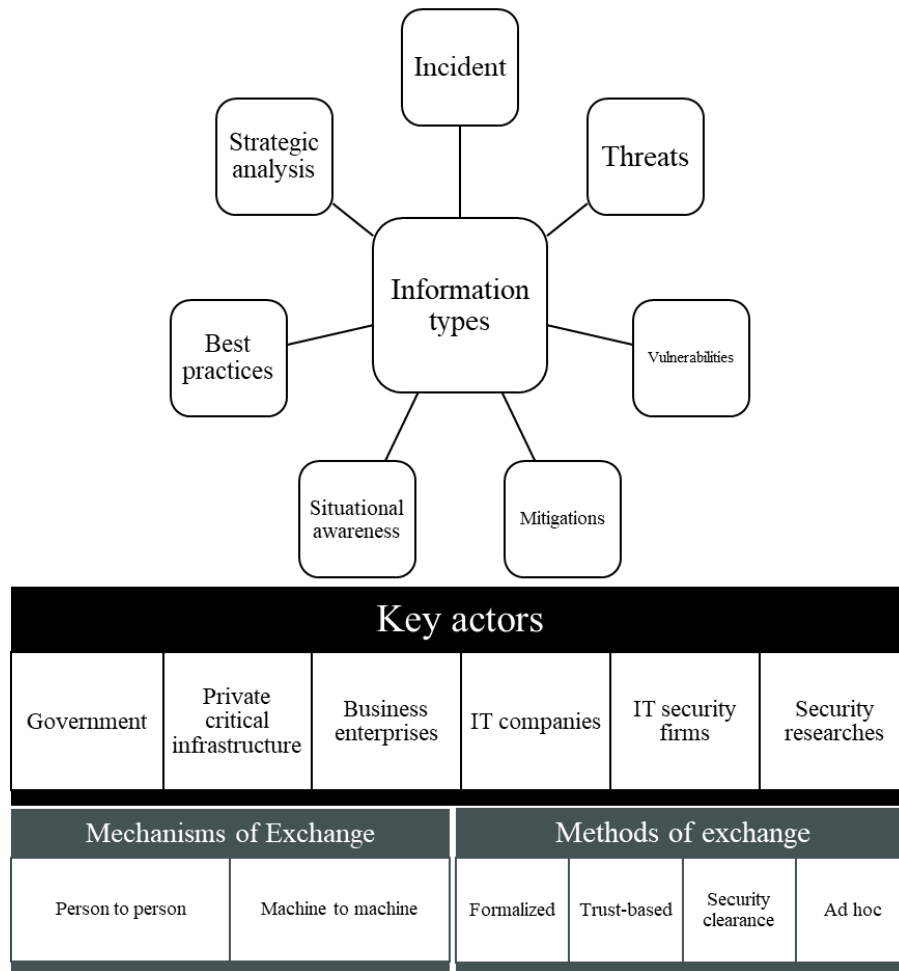 Incident
Strategic
analysis
Threats
Information
types
Best
practices
Vulnerabilities
Situational
awareness
Mitigations
Key actors
Government
Private
critical
infrastructure
Business
enterprises
IT companies
IT security
firms
Security
researches
Mechanisms of Exchange
Person to person
Machine to machine
Methods of exchange
Formalized
Trust-based
Security
clearance
Ad hoc